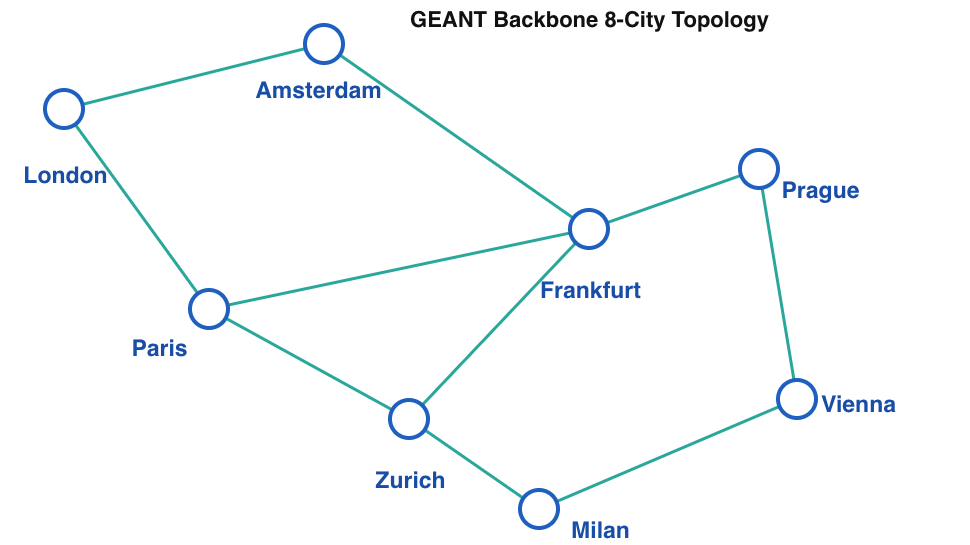 GEANT Backbone 8-City Topology
Amsterdam
London
Prague
Frankfurt
Paris
Vienna
Zurich
Milan